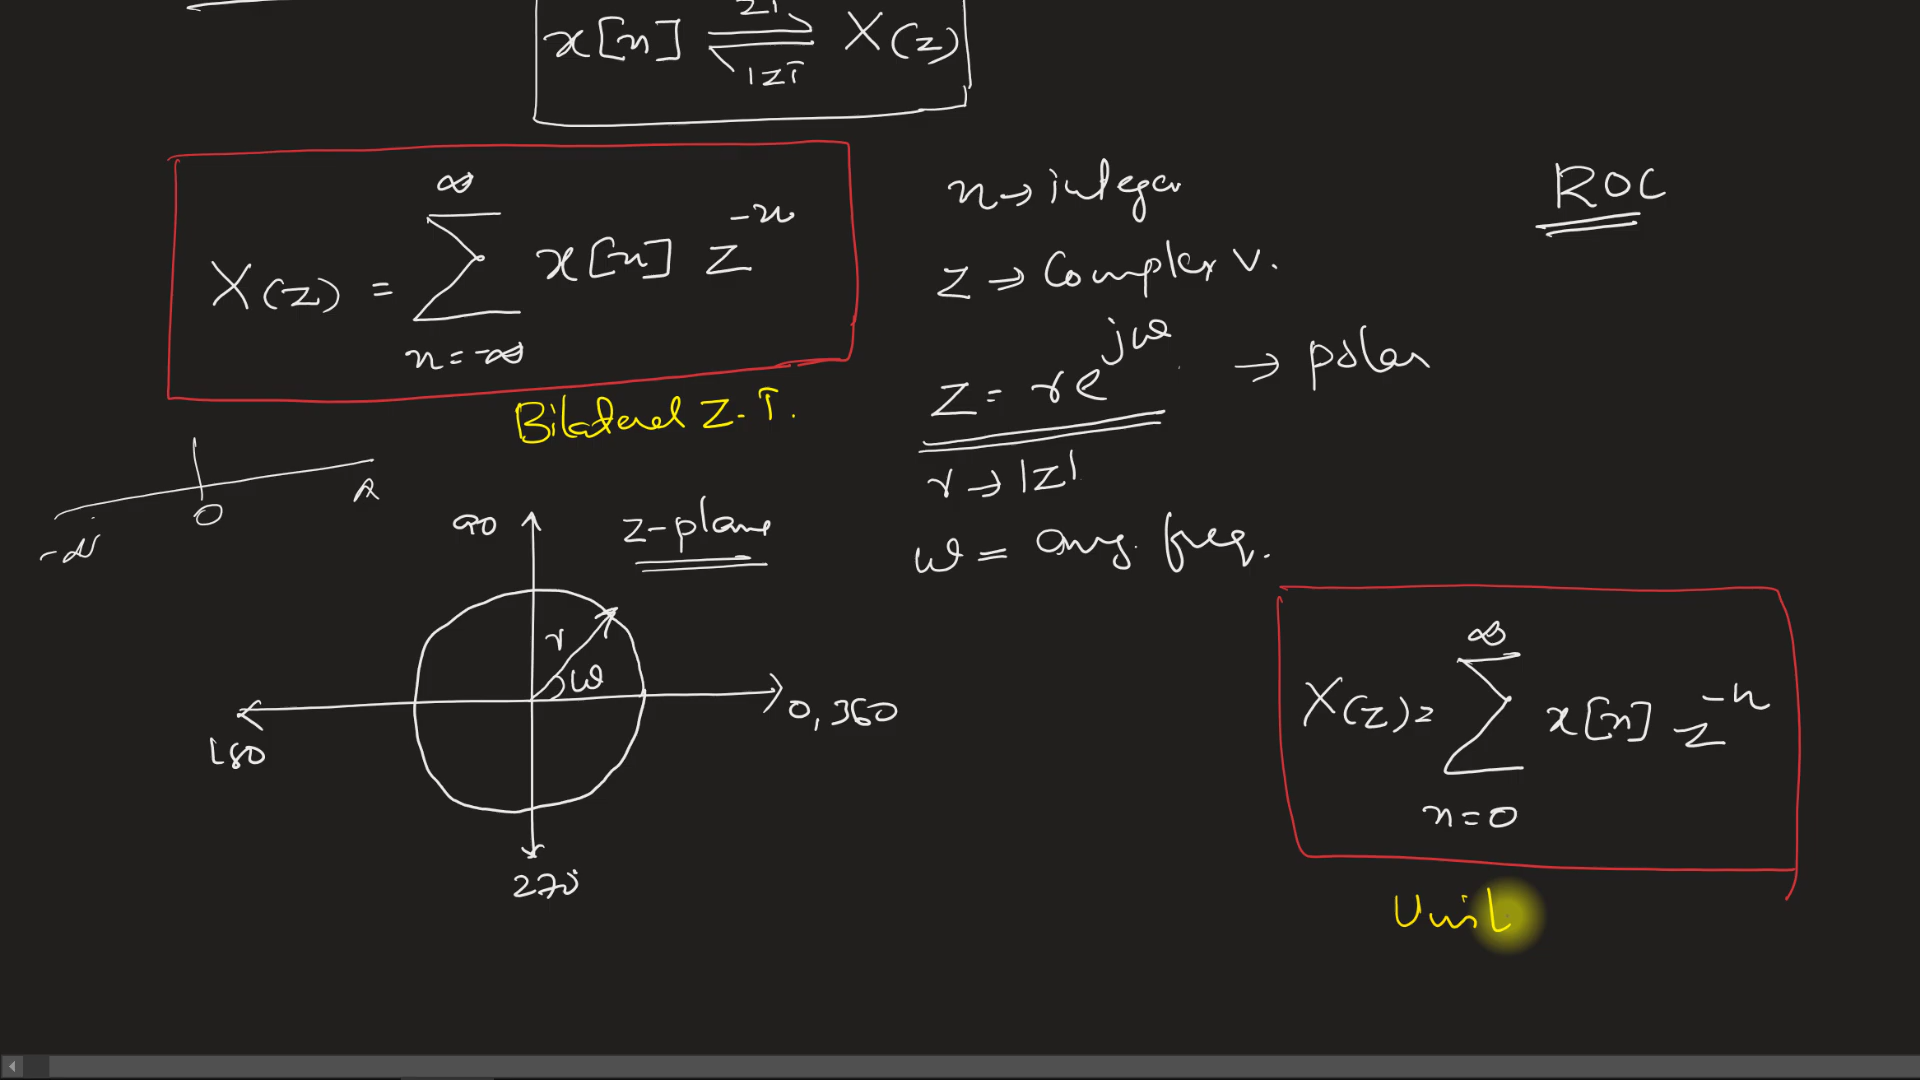 x[n] ZT X(z)
IZT
X(z) = ∞ ∑ n=-∞ x[n] z^-n
Bilateral Z-T.
n → integer
z → Complex v.
z = re^jω → polar
r → |z|
ω = ang. freq.
ROC
0
z-plane
90
r
ω
0, 360
180
270
X(z) = ∞ ∑ n=0 x[n] z^-n
Unil